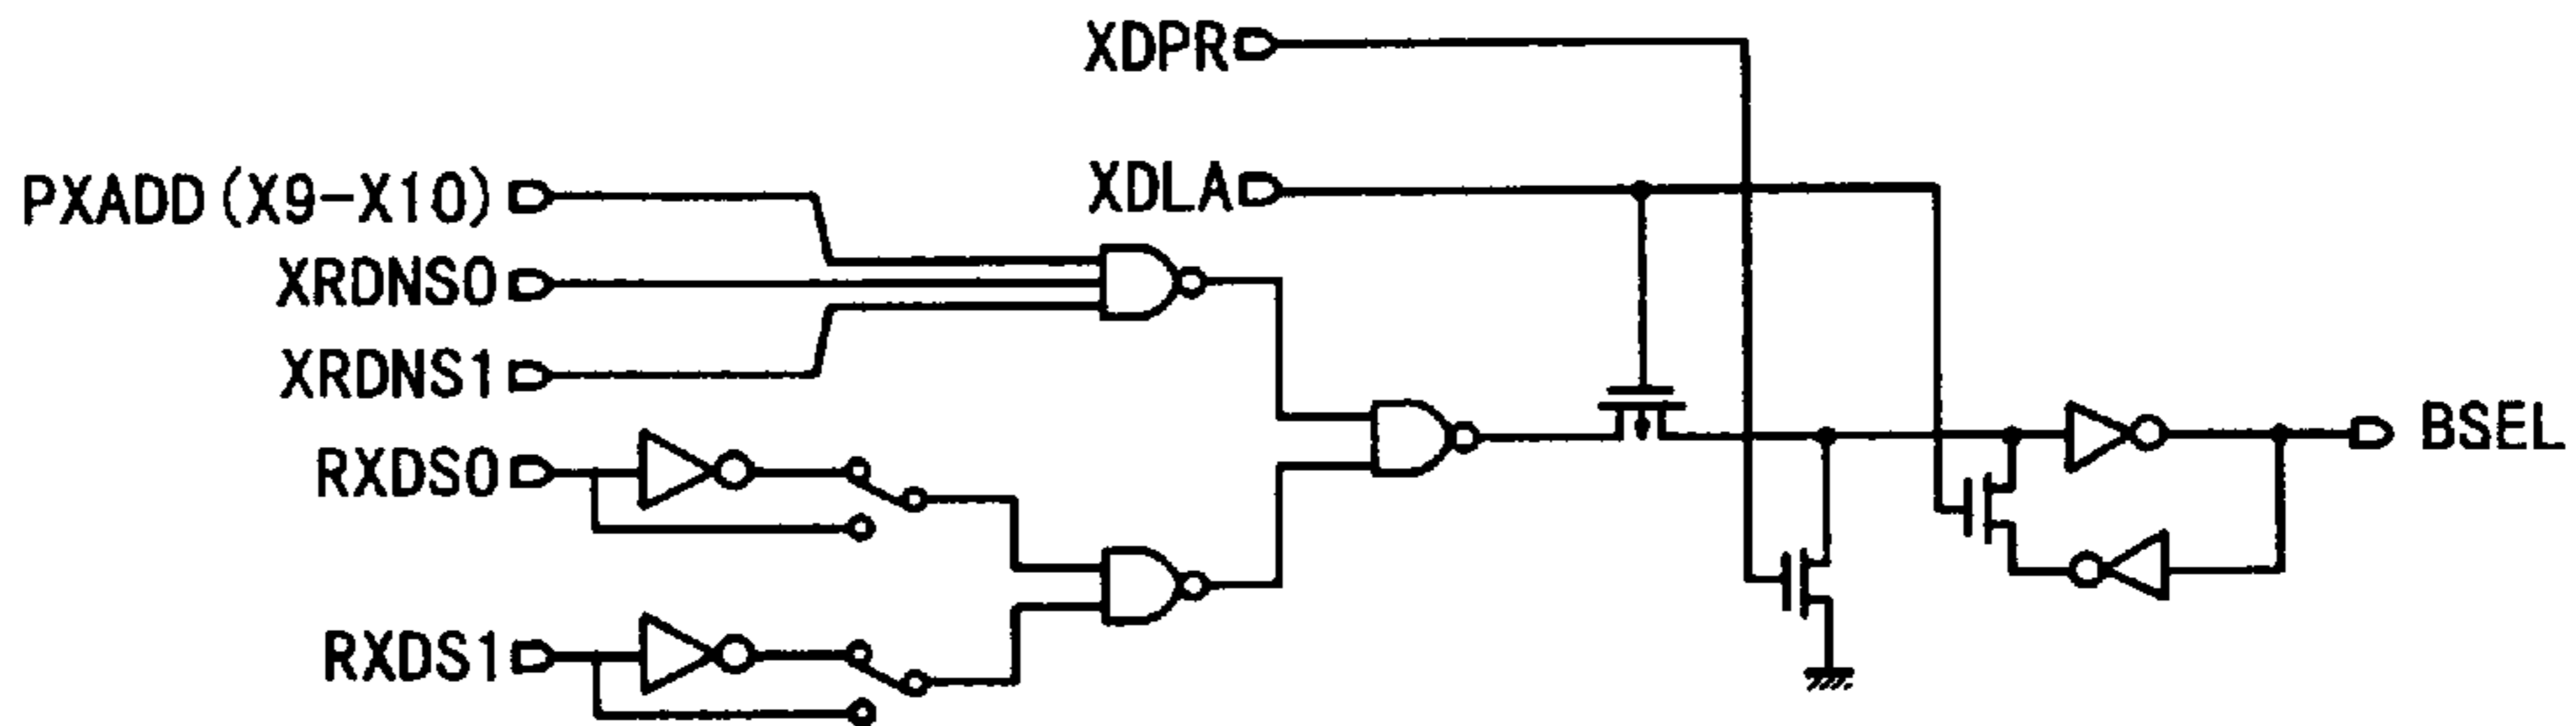 XDPR
XDLA
PXADD(X9-X10)
XRDNS0
XRDNS1
RXDS0
BSEL
RXDS1